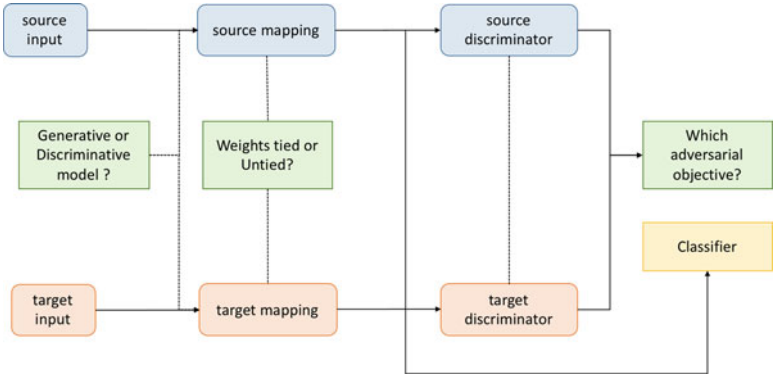 source
input
source mapping
source
discriminator
Generative or
Discriminative
model ?
Weights tied or
Untied?
Which
adversarial
objective?
Classifier
target
input
target mapping
target
discriminator